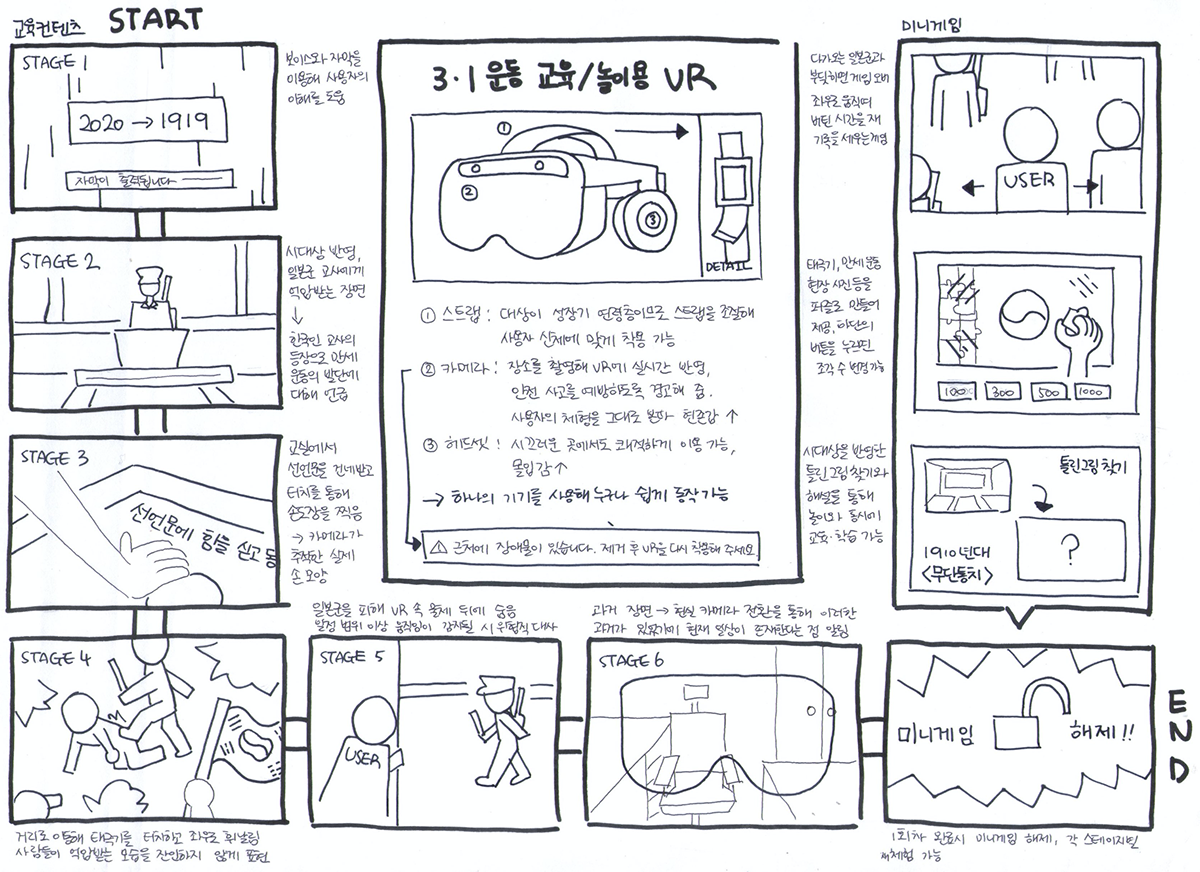 교육컨텐츠 START
STAGE 1
2020 → 1919
자막이 출력됩니다
보이스와 자막을
이용해 사용자의
이해를 도움
STAGE 2
시대상 반영,
일본군 교사에게
억압받는 장면
↓
한국인 교사의
등장으로 만세
운동의 발단에
대해 언급
STAGE 3
선언문에 힘을 싣고 동
교실에서
선언문을 건네받고
터치를 통해
손도장을 찍음
→ 카메라가
추적한 실제
손 모양
STAGE 4
거리로 이동해 태극기를 터치하고 좌우로 휘날림
사람들이 억압받는 모습을 잔인하지 않게 표현
3·1 운동 교육/놀이용 VR
①
②
③
DETAIL
① 스트랩 : 대상이 성장기 연령층이므로 스트랩을 조절해
사용자 신체에 맞게 착용 가능
② 카메라 : 장소를 촬영해 VR에 실시간 반영,
안전 사고를 예방하도록 경고해 줌.
사용자의 체험을 그대로 본따 현존감 ↑
③ 헤드셋 : 시끄러운 곳에서도 쾌적하게 이용 가능,
몰입감 ↑
→ 하나의 기기를 사용해 누구나 쉽게 동작 가능
⚠ 근처에 장애물이 있습니다. 제거 후 VR을 다시 착용해 주세요
일본군을 피해 VR 속 물체 뒤에 숨음
일정 범위 이상 움직임이 감지될 시 위협적 대사
STAGE 5
USER
과거 장면 → 현실 카메라 전환을 통해 이러한
과거가 있었기에 현재 일상이 존재한다는 점 알림
STAGE 6
미니게임
다가오는 일본군과
부딪히면 게임 오버
좌우로 움직여
버틴 시간을 재
기록을 세우는 게임
USER
태극기, 만세 운동
현장 사진 등을
퍼즐로 만들어
제공, 하단의
버튼을 누르면
조각 수 변경 가능
100 300 500 1000
시대상을 반영한
틀린그림 찾기와
해설을 통해
놀이와 동시에
교육·학습 가능
틀린그림 찾기
1910년대
<무단통치>
?
미니게임 해제!!
END
1회차 완료시 미니게임 해제, 각 스테이지만
재체험 가능